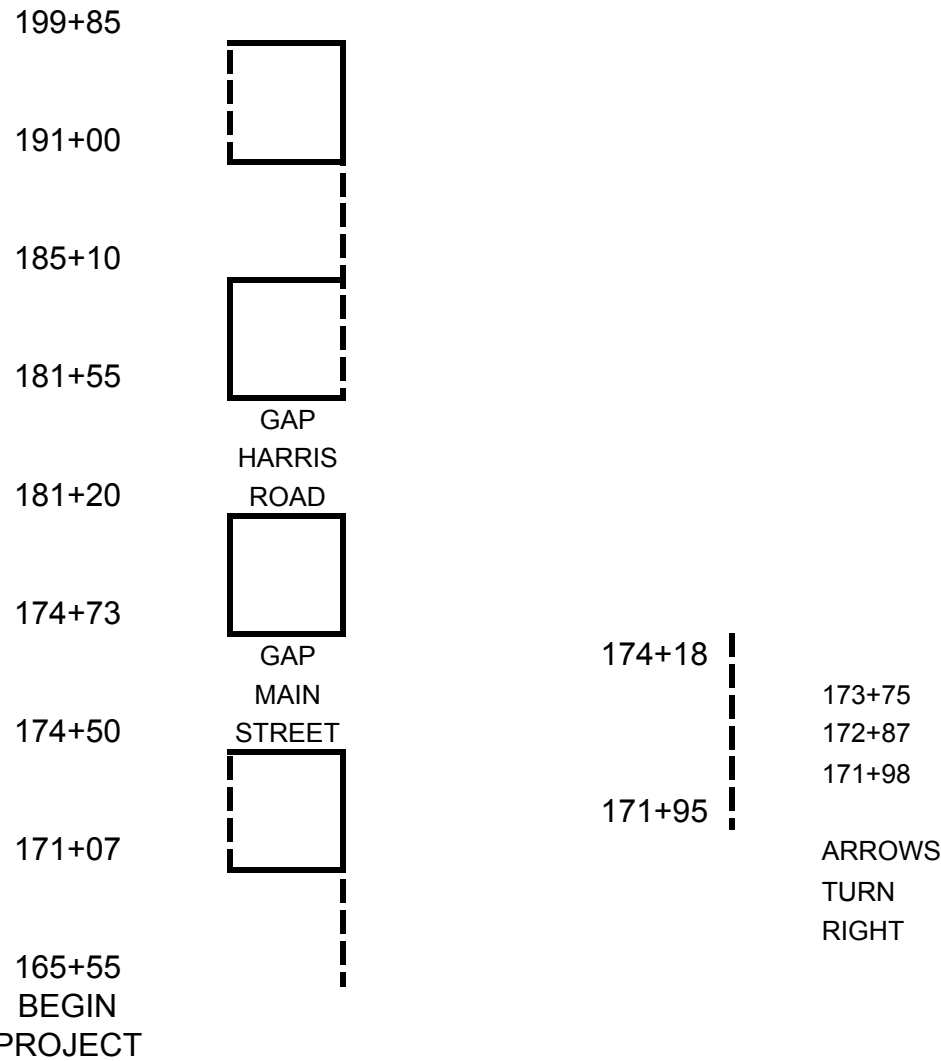 199+85
191+00
185+10
181+55
GAP
HARRIS
181+20 ROAD
174+73
GAP
174+18
MAIN
173+75
174+50 STREET
172+87
171+98
171+95
171+07
ARROWS
TURN
RIGHT
165+55
BEGIN
PROJECT